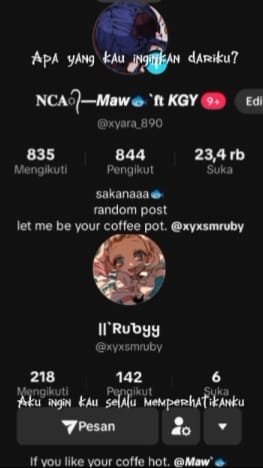 Apa yang kau inginkan dariku?
NCA୨—Maw🐟`ft KGY 9+ Edi
@xyara_890
835 844 23,4 rb
Mengikuti Pengikut Suka
sakanaaa🐟
random post
let me be your coffee pot. @xyxsmruby
||`Rubyy
@xyxsmruby
218 142 6
Mengikuti Pengikut Suka
Aku ingin kau selalu memperhatikanku
Pesan
If you like your coffe hot. @Maw`🐟